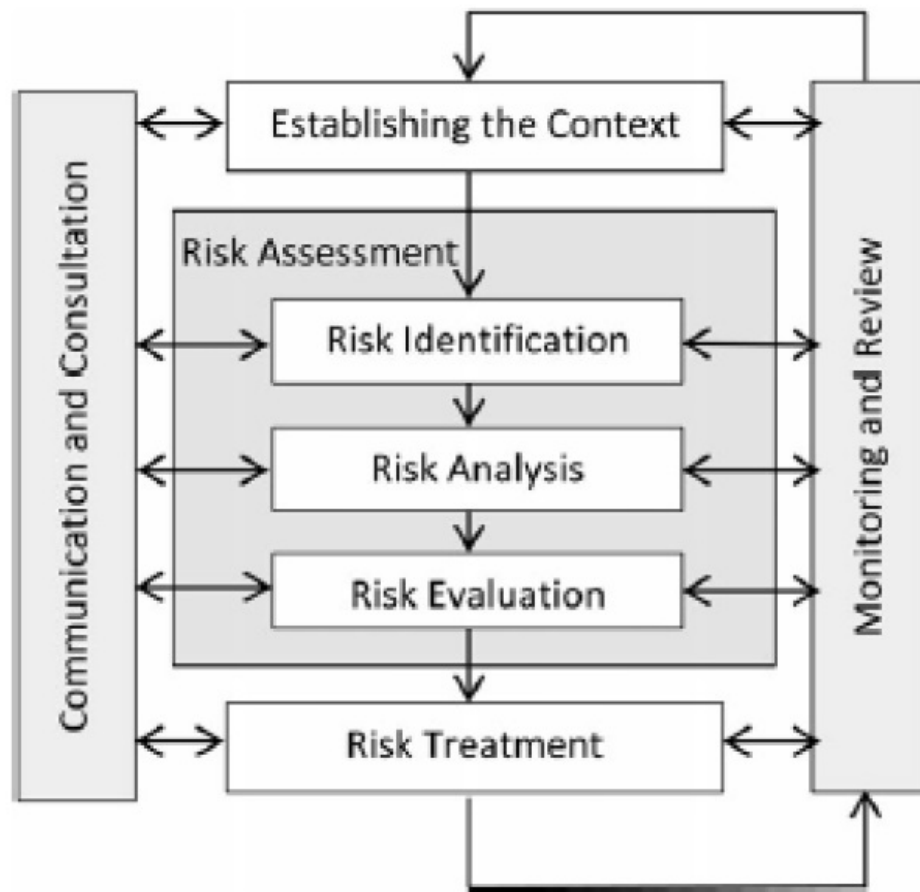 Establishing the Context
Risk Assessment
Risk Identification
Risk Analysis
Risk Evaluation
Risk Treatment
Communication and Consultation
Monitoring and Review